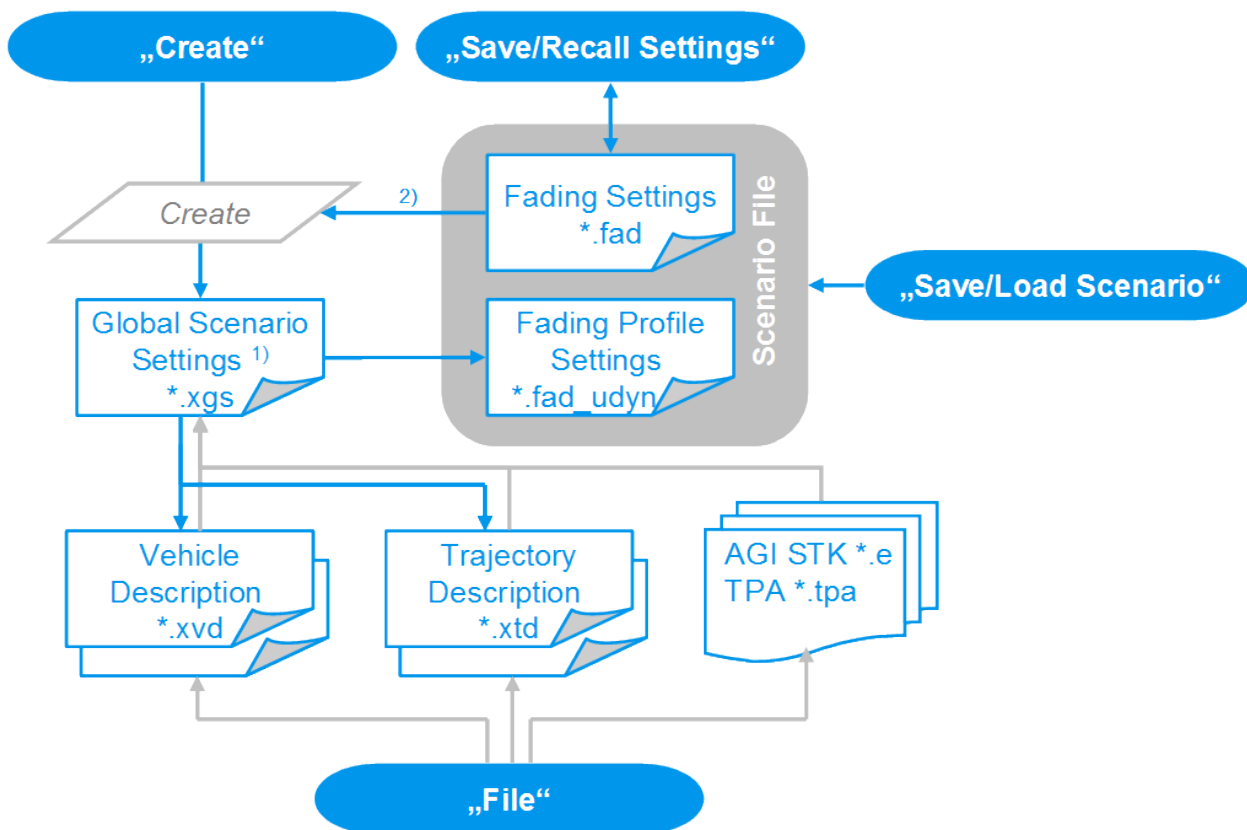 „Create“
„Save/Recall Settings“
Create
2)
Fading Settings
*.fad
Scenario File
„Save/Load Scenario“
Global Scenario
Settings 1)
*.xgs
Fading Profile
Settings
*.fad_udyn
Vehicle
Description
*.xvd
Trajectory
Description
*.xtd
AGI STK *.e
TPA *.tpa
„File“